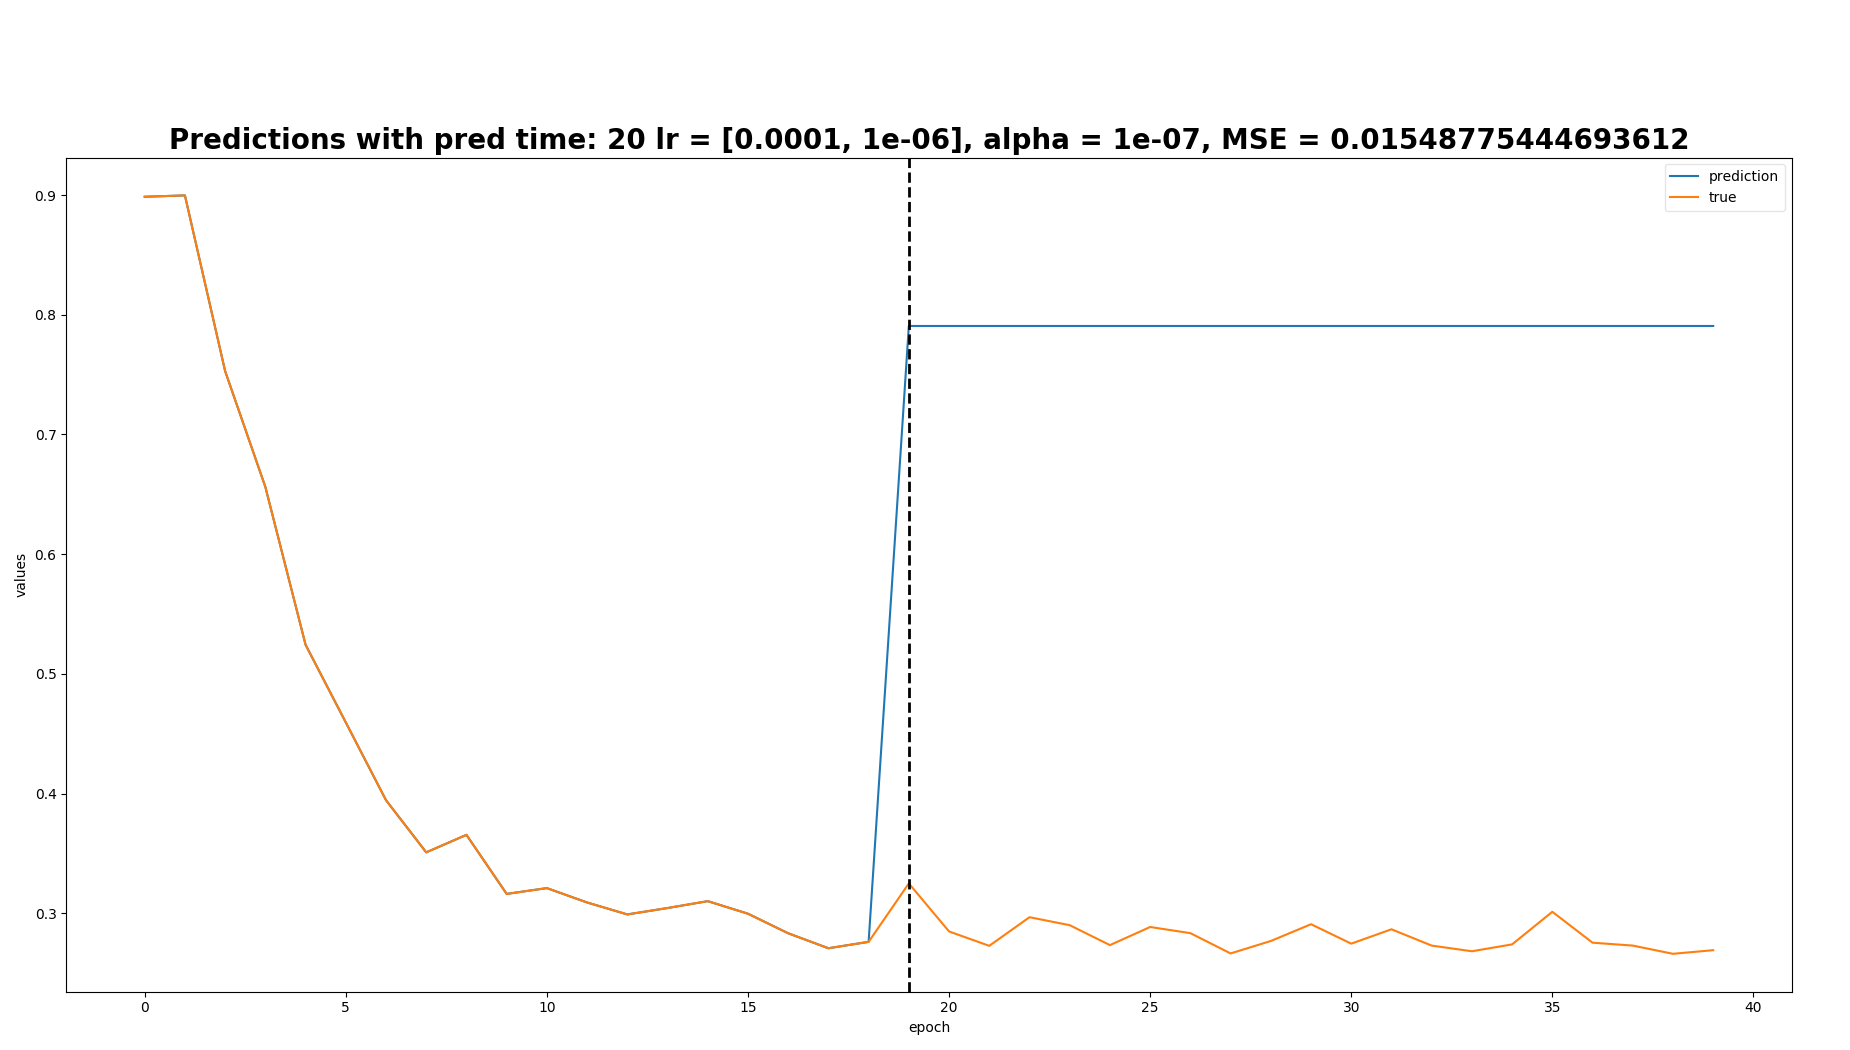 Predictions with pred time: 20 lr = [0.0001, 1e-06], alpha = 1e-07, MSE = 0.01548775444693612
prediction
true
0.9
0.8
0.7
0.6
0.5
0.4
0.3
values
0 5 10 15 20 25 30 35 40
epoch